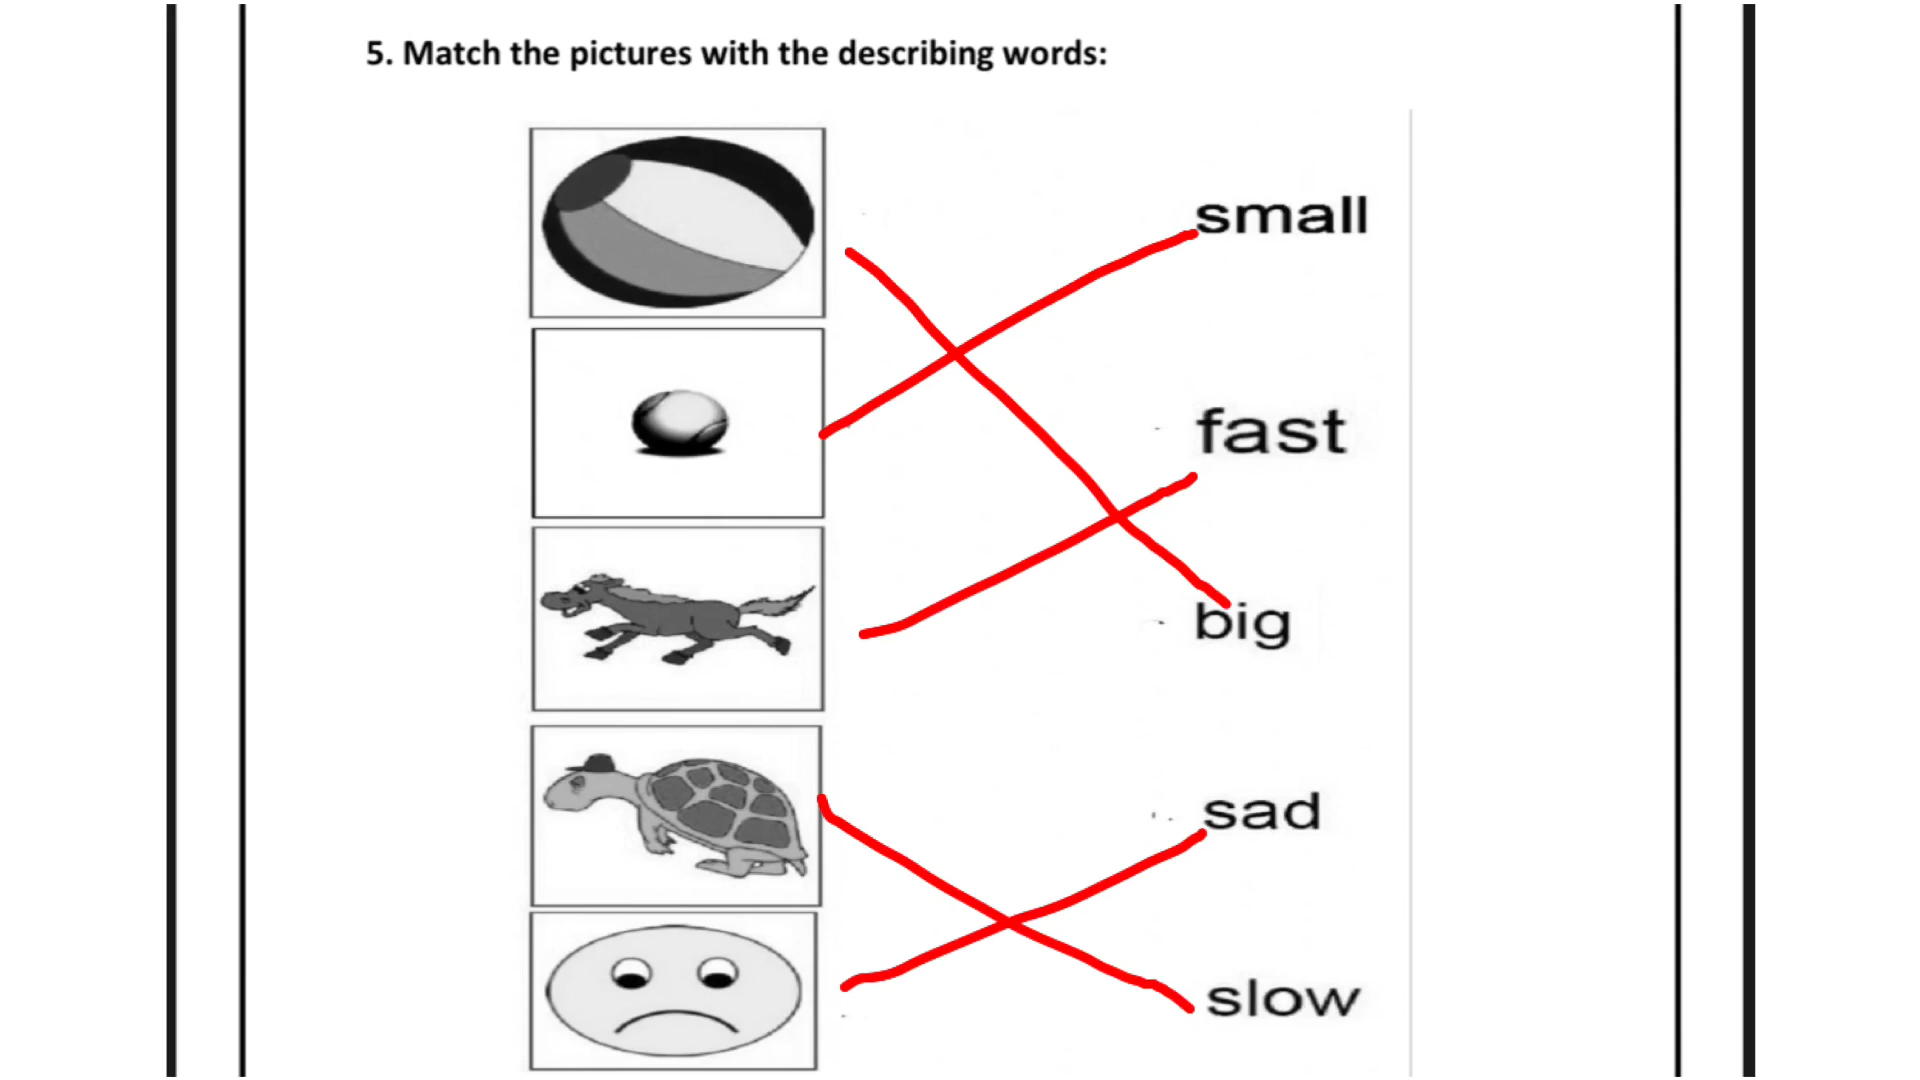 5. Match the pictures with the describing words:
small
fast
big
sad
slow